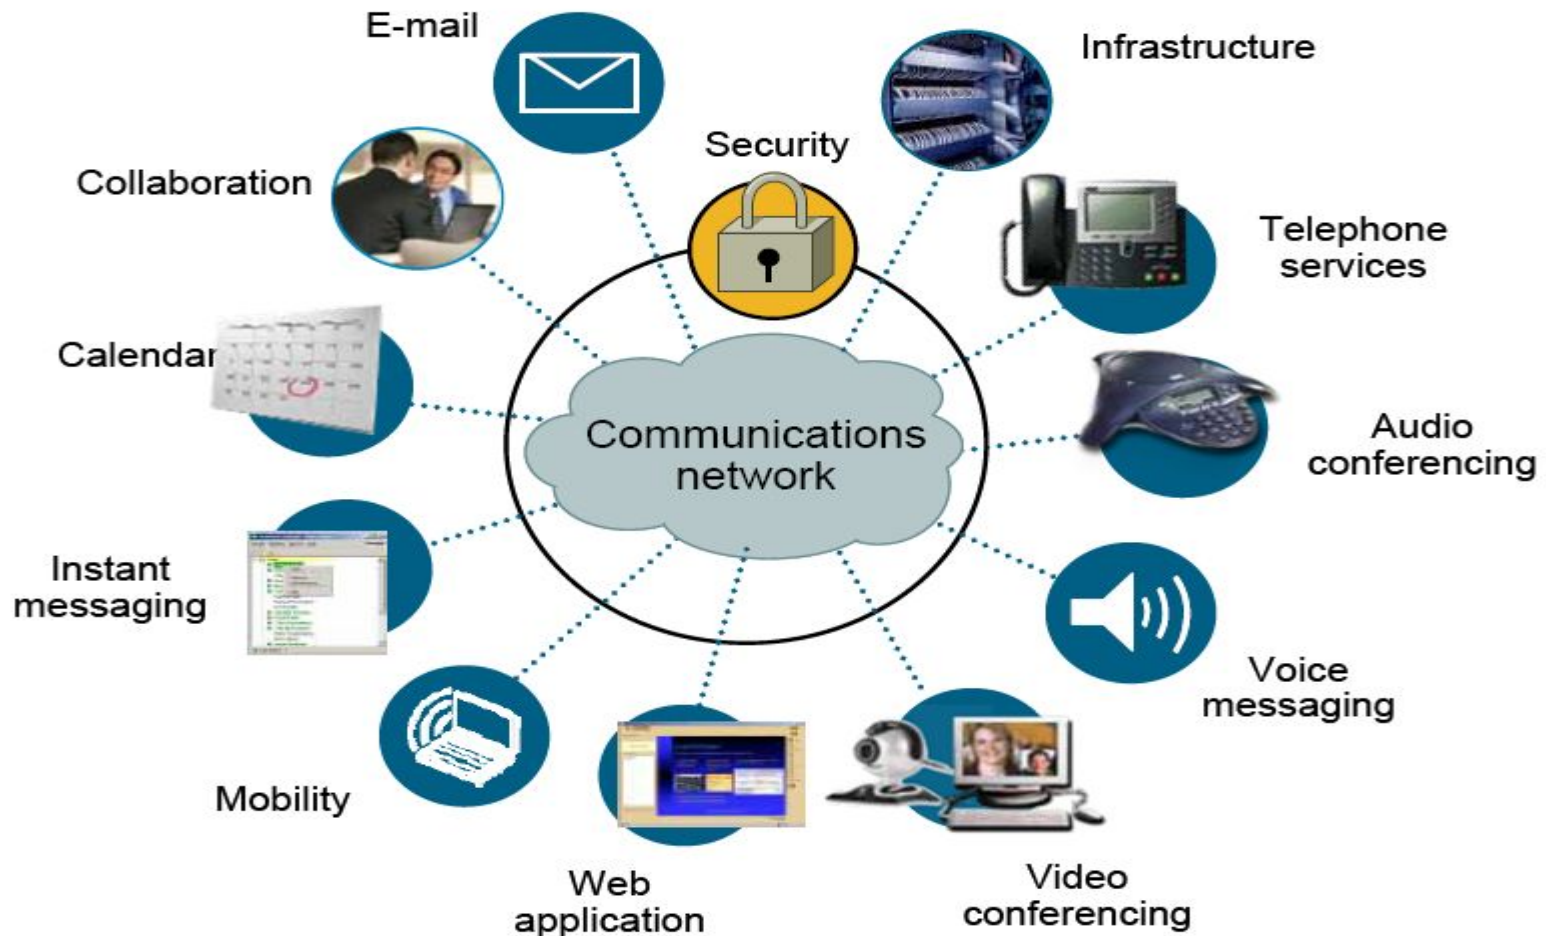 E-mail
Infrastructure
Security
Collaboration
Telephone
services
Calendar
Communications
network
Audio
conferencing
Instant
messaging
Voice
messaging
Mobility
Web
application
Video
conferencing